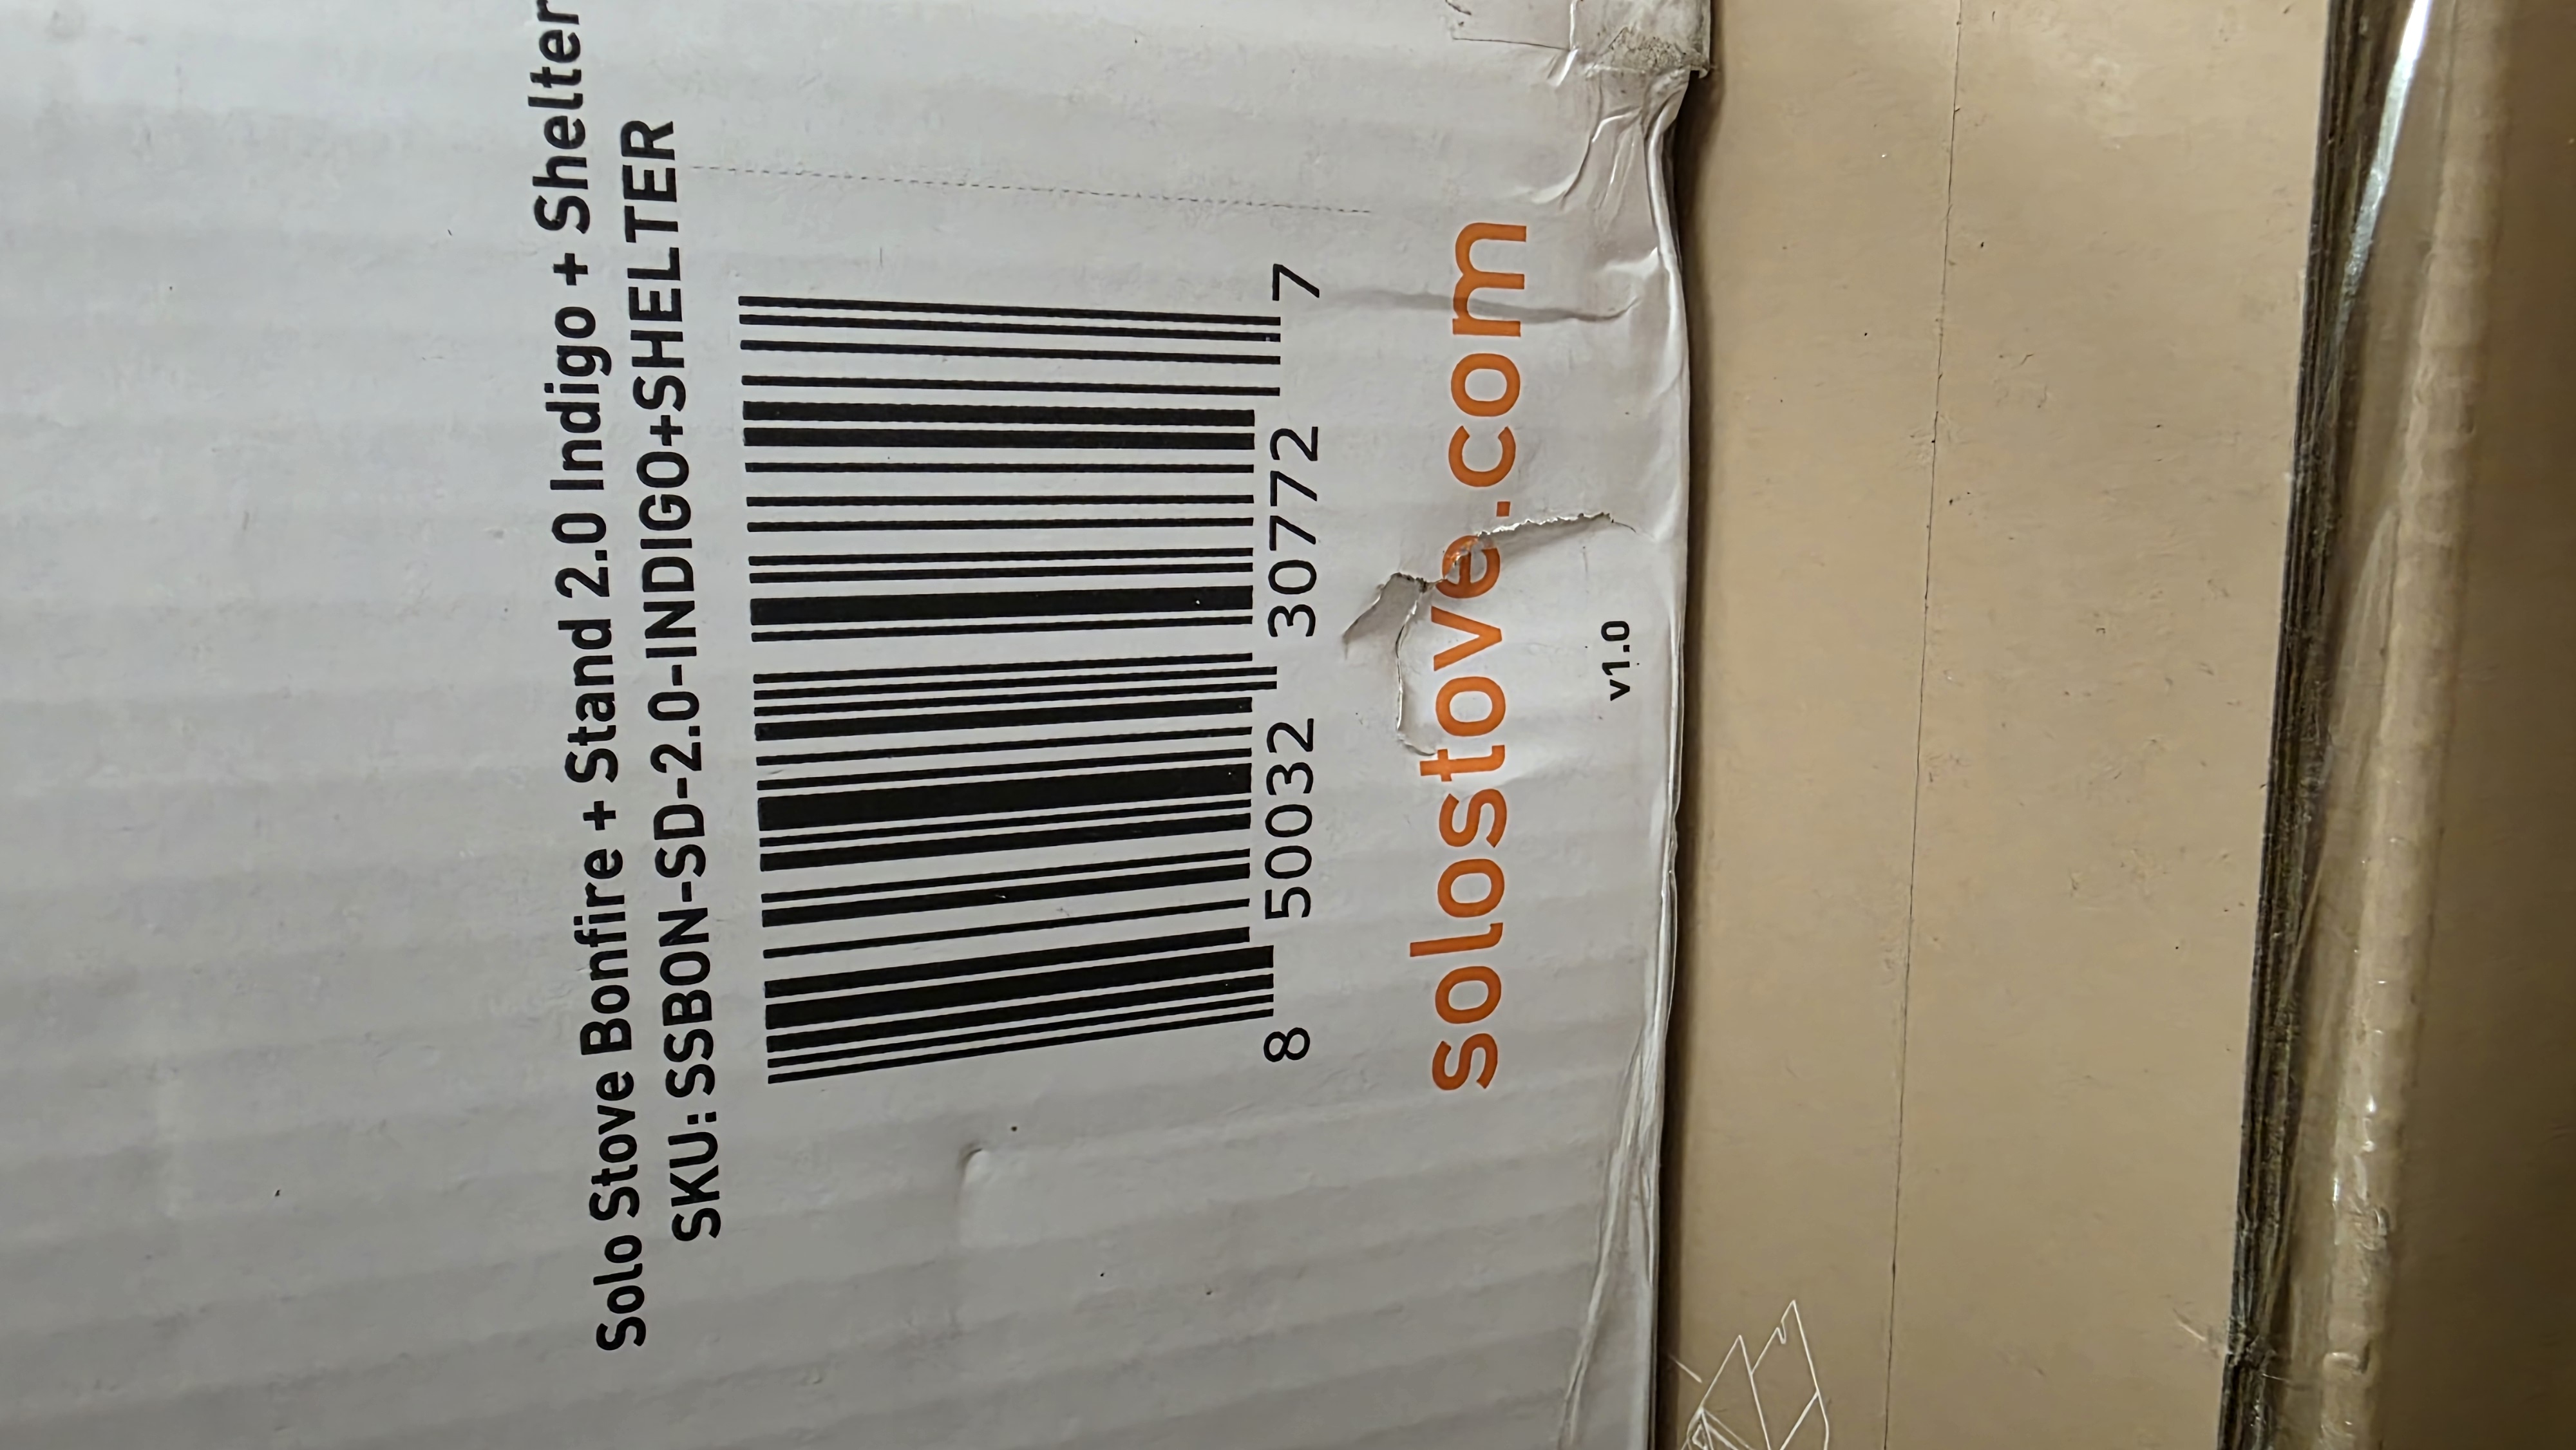 Solo Stove Bonfire + Stand 2.0 Indigo + Shelter
SKU: SSBON-SD-2.0-INDIGO+SHELTER
8 50032 30772 7
solostove.com
v1.0